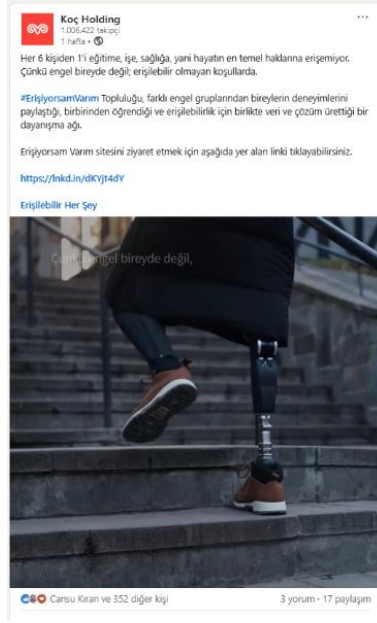 Koç Holding
1.006.422 takipçi
1 hafta •
Her 6 kişiden 1'i eğitime, işe, sağlığa, yani hayatın en temel haklarına erişemiyor.
Çünkü engel bireyde değil; erişilebilir olmayan koşullarda.
#ErişiyorsamVarım Topluluğu, farklı engel gruplarından bireylerin deneyimlerini
paylaştığı, birbirinden öğrendiği ve erişilebilirlik için birlikte veri ve çözüm ürettiği bir
dayanışma ağı.
Erişiyorsam Varım sitesini ziyaret etmek için aşağıda yer alan linki tıklayabilirsiniz.
https://lnkd.in/dKYjt4dY
Erişilebilir Her Şey
Çünkü engel bireyde değil,
Cansu Kıran ve 352 diğer kişi
3 yorum • 17 paylaşım